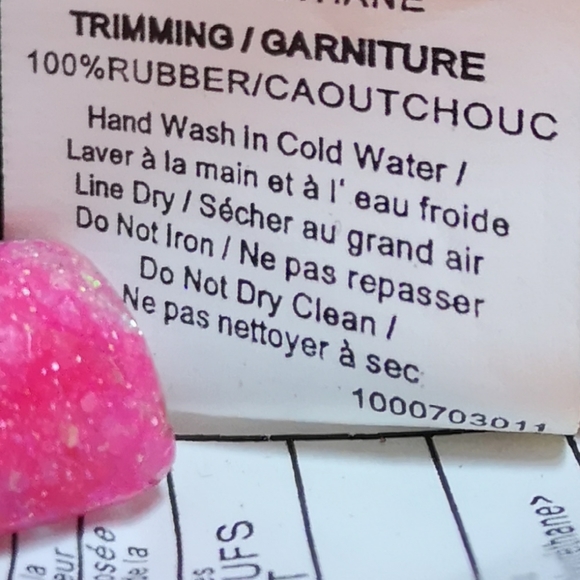 TRIMMING / GARNITURE
100%RUBBER/CAOUTCHOUC
Hand Wash in Cold Water /
Laver à la main et à l' eau froide
Line Dry / Sécher au grand air
Do Not Iron / Ne pas repasser
Do Not Dry Clean /
Ne pas nettoyer à sec
1000703011